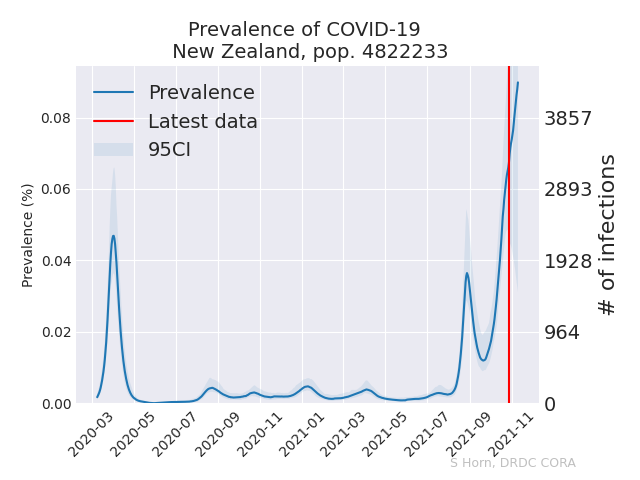 Prevalence of COVID-19
New Zealand, pop. 4822233
Prevalence
Latest data
95CI
Prevalence (%)
0.08
0.06
0.04
0.02
0.00
3857
2893
1928
964
0
# of infections
2020-03
2020-05
2020-07
2020-09
2020-11
2021-01
2021-03
2021-05
2021-07
2021-09
2021-11
S Horn, DRDC CORA